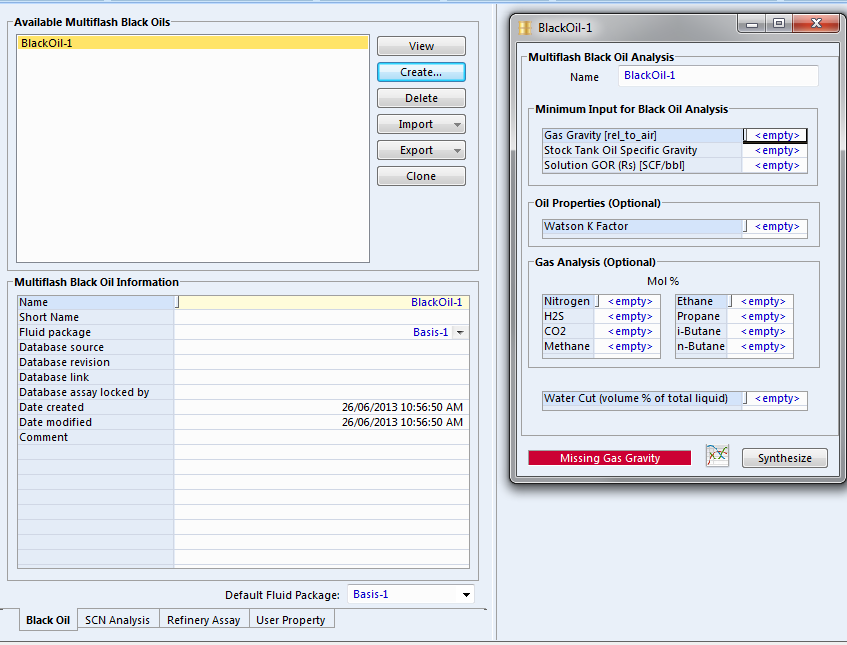 Available Multiflash Black Oils
BlackOil-1
View
Create...
Delete
Import
Export
Clone
Multiflash Black Oil Information
Name BlackOil-1
Short Name
Fluid package Basis-1
Database source
Database revision
Database link
Database assay locked by
Date created 26/06/2013 10:56:50 AM
Date modified 26/06/2013 10:56:50 AM
Comment
Default Fluid Package: Basis-1
Black Oil SCN Analysis Refinery Assay User Property
BlackOil-1
Multiflash Black Oil Analysis
Name BlackOil-1
Minimum Input for Black Oil Analysis
Gas Gravity [rel_to_air] <empty>
Stock Tank Oil Specific Gravity <empty>
Solution GOR (Rs) [SCF/bbl] <empty>
Oil Properties (Optional)
Watson K Factor <empty>
Gas Analysis (Optional)
Mol %
Nitrogen <empty> Ethane <empty>
H2S <empty> Propane <empty>
CO2 <empty> i-Butane <empty>
Methane <empty> n-Butane <empty>
Water Cut (volume % of total liquid) <empty>
Missing Gas Gravity Synthesize